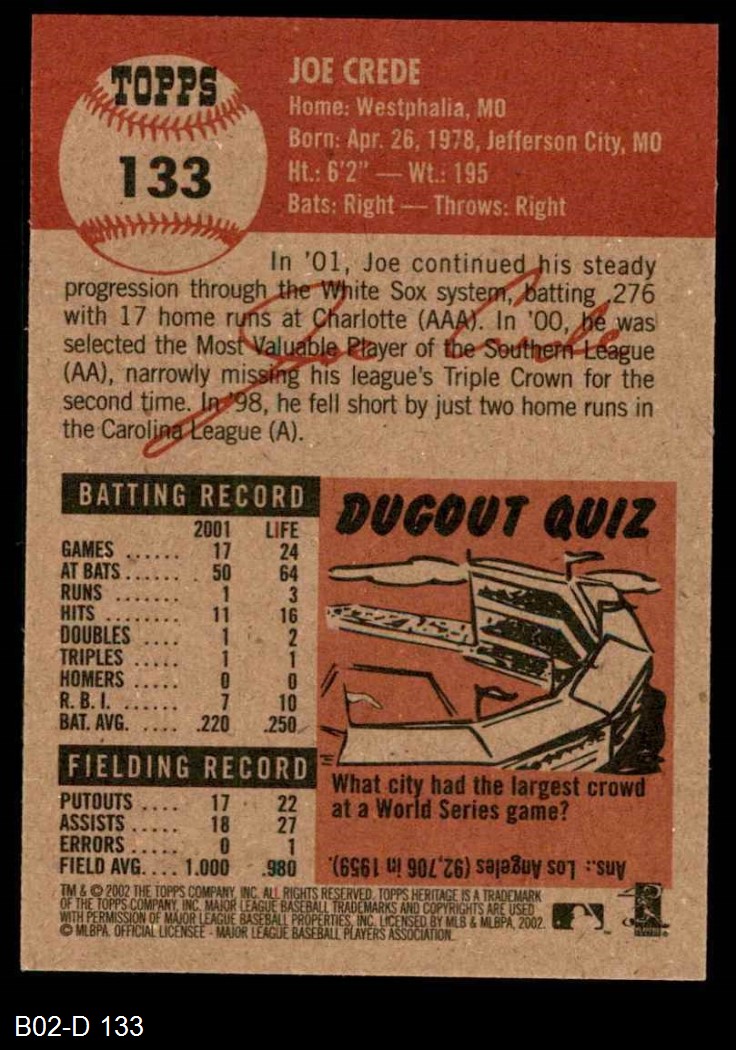 TOPPS
133
JOE CREDE
Home: Westphalia, MO
Born: Apr. 26, 1978, Jefferson City, MO
Ht.: 6'2" — Wt.: 195
Bats: Right — Throws: Right
In '01, Joe continued his steady
progression through the White Sox system, batting .276
with 17 home runs at Charlotte (AAA). In '00, he was
selected the Most Valuable Player of the Southern League
(AA), narrowly missing his league's Triple Crown for the
second time. In '98, he fell short by just two home runs in
the Carolina League (A).
Joe Crede
BATTING RECORD
2001 LIFE
GAMES ...... 17 24
AT BATS ...... 50 64
RUNS ....... 1 3
HITS ........ 11 16
DOUBLES .... 1 2
TRIPLES ..... 1 1
HOMERS ..... 0 0
R. B. I. ...... 7 10
BAT. AVG. .... .220 .250
FIELDING RECORD
PUTOUTS .... 17 22
ASSISTS ..... 18 27
ERRORS ..... 0 1
FIELD AVG. ... 1.000 .980
DUGOUT QUIZ
What city had the largest crowd
at a World Series game?
Ans.: Los Angeles (92,706 in 1959).
TM & © 2002 THE TOPPS COMPANY, INC. ALL RIGHTS RESERVED. TOPPS HERITAGE IS A TRADEMARK
OF THE TOPPS COMPANY, INC. MAJOR LEAGUE BASEBALL TRADEMARKS AND COPYRIGHTS ARE USED
WITH PERMISSION OF MAJOR LEAGUE BASEBALL PROPERTIES, INC. LICENSED BY MLB & MLBPA, 2002.
© MLBPA. OFFICIAL LICENSEE - MAJOR LEAGUE BASEBALL PLAYERS ASSOCIATION.
B02-D 133